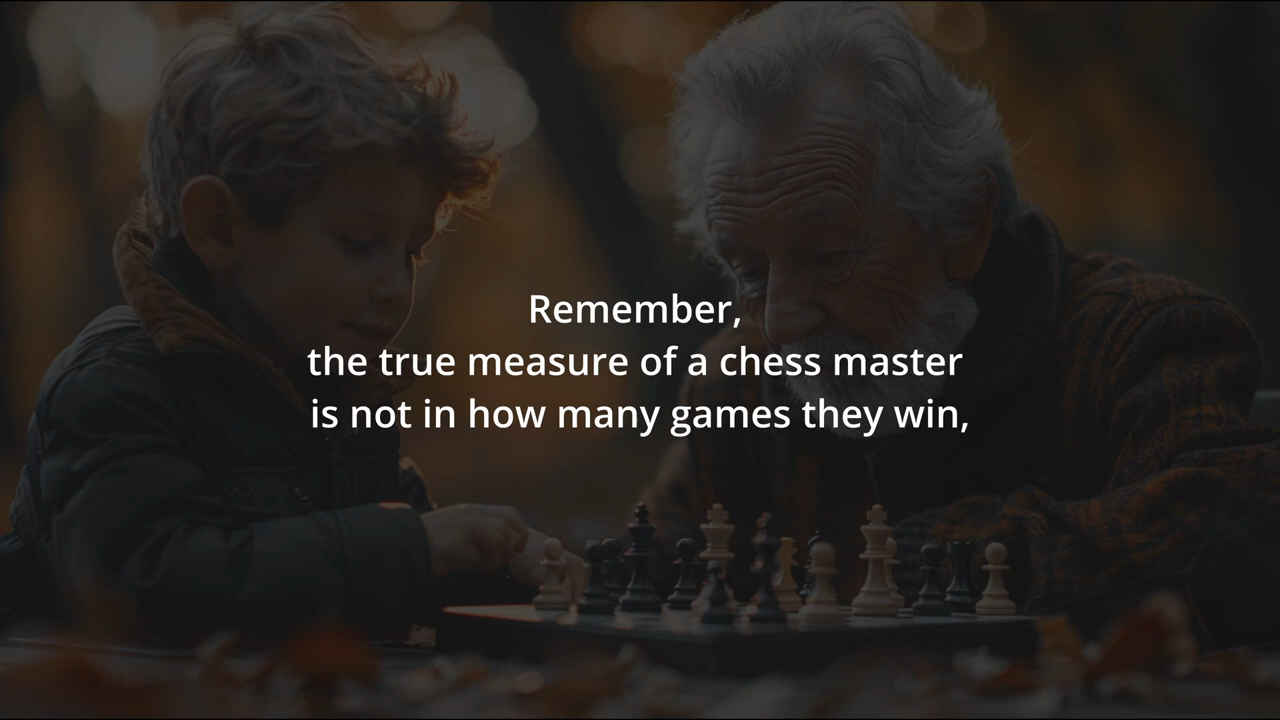 Remember,
the true measure of a chess master
is not in how many games they win,